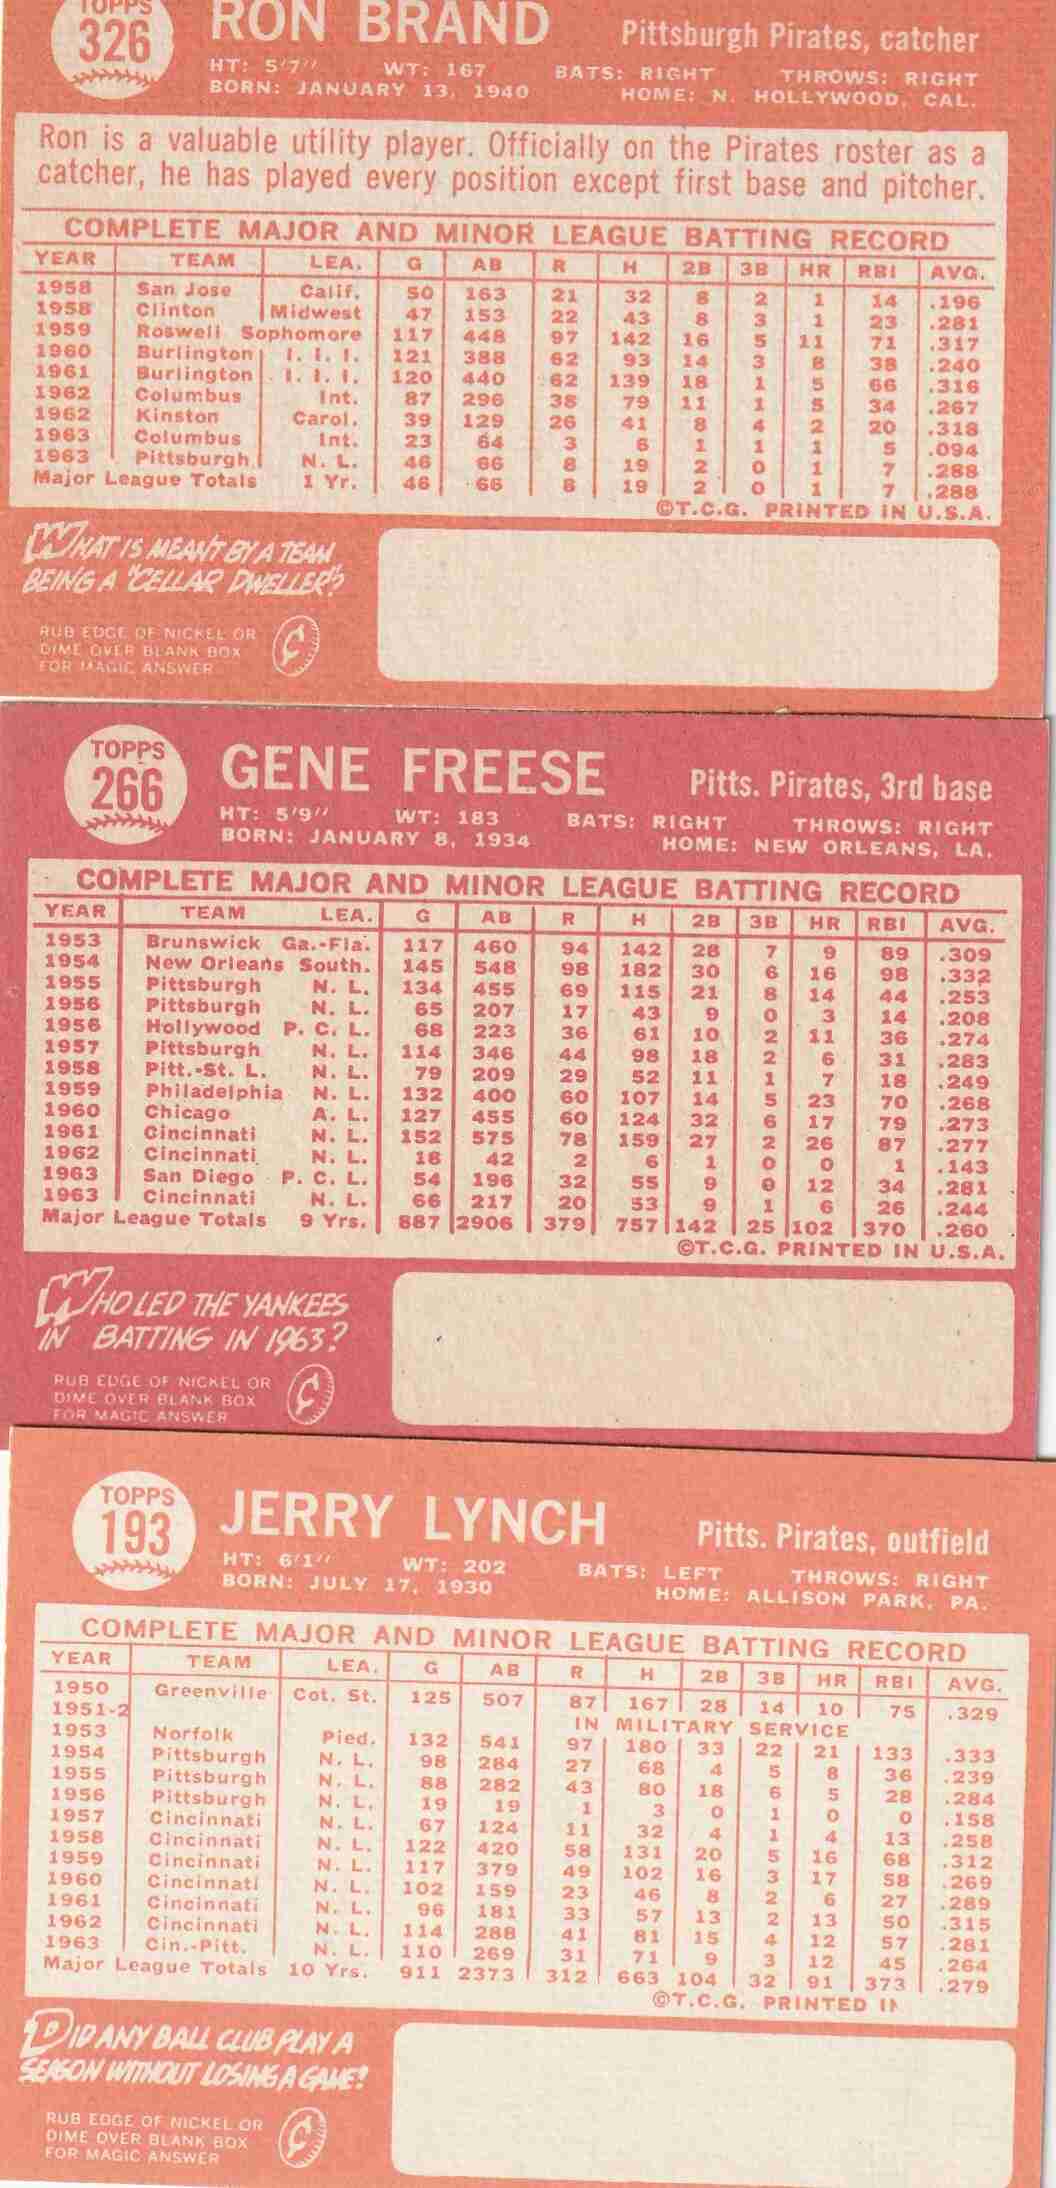 TOPPS
326
RON BRAND
Pittsburgh Pirates, catcher
HT: 5'7" WT: 167 BATS: RIGHT THROWS: RIGHT
BORN: JANUARY 13, 1940 HOME: N. HOLLYWOOD, CAL.
Ron is a valuable utility player. Officially on the Pirates roster as a
catcher, he has played every position except first base and pitcher.
COMPLETE MAJOR AND MINOR LEAGUE BATTING RECORD
YEAR TEAM LEA. G AB R H 2B 3B HR RBI AVG.
1958 San Jose Calif. 50 163 21 32 8 2 1 14 .196
1958 Clinton Midwest 47 153 22 43 8 3 1 23 .281
1959 Roswell Sophomore 117 448 97 142 16 5 11 71 .317
1960 Burlington I. I. I. 121 388 62 93 14 3 8 38 .240
1961 Burlington I. I. I. 120 440 62 139 18 1 5 66 .316
1962 Columbus Int. 87 296 38 79 11 1 5 34 .267
1962 Kinston Carol. 39 129 26 41 8 4 2 20 .318
1963 Columbus Int. 23 64 3 6 1 1 1 5 .094
1963 Pittsburgh N. L. 46 66 8 19 2 0 1 7 .288
Major League Totals 1 Yr. 46 66 8 19 2 0 1 7 .288
©T.C.G. PRINTED IN U.S.A.
WHAT IS MEANT BY A TEAM
BEING A "CELLAR DWELLER"?
RUB EDGE OF NICKEL OR
DIME OVER BLANK BOX
FOR MAGIC ANSWER
TOPPS
266
GENE FREESE
Pitts. Pirates, 3rd base
HT: 5'9" WT: 183 BATS: RIGHT THROWS: RIGHT
BORN: JANUARY 8, 1934 HOME: NEW ORLEANS, LA.
COMPLETE MAJOR AND MINOR LEAGUE BATTING RECORD
YEAR TEAM LEA. G AB R H 2B 3B HR RBI AVG.
1953 Brunswick Ga.-Fla. 117 460 94 142 28 7 9 89 .309
1954 New Orleans South. 145 548 98 182 30 6 16 98 .332
1955 Pittsburgh N. L. 134 455 69 115 21 8 14 44 .253
1956 Pittsburgh N. L. 65 207 17 43 9 0 3 14 .208
1956 Hollywood P. C. L. 68 223 36 61 10 2 11 36 .274
1957 Pittsburgh N. L. 114 346 44 98 18 2 6 31 .283
1958 Pitt.-St. L. N. L. 79 209 29 52 11 1 7 18 .249
1959 Philadelphia N. L. 132 400 60 107 14 5 23 70 .268
1960 Chicago A. L. 127 455 60 124 32 6 17 79 .273
1961 Cincinnati N. L. 152 575 78 159 27 2 26 87 .277
1962 Cincinnati N. L. 18 42 2 6 1 0 0 1 .143
1963 San Diego P. C. L. 54 196 32 55 9 0 12 34 .281
1963 Cincinnati N. L. 66 217 20 53 9 1 6 26 .244
Major League Totals 9 Yrs. 887 2906 379 757 142 25 102 370 .260
©T.C.G. PRINTED IN U.S.A.
WHO LED THE YANKEES
IN BATTING IN 1963?
RUB EDGE OF NICKEL OR
DIME OVER BLANK BOX
FOR MAGIC ANSWER
TOPPS
193
JERRY LYNCH
Pitts. Pirates, outfield
HT: 6'1" WT: 202 BATS: LEFT THROWS: RIGHT
BORN: JULY 17, 1930 HOME: ALLISON PARK, PA.
COMPLETE MAJOR AND MINOR LEAGUE BATTING RECORD
YEAR TEAM LEA. G AB R H 2B 3B HR RBI AVG.
1950 Greenville Cot. St. 125 507 87 167 28 14 10 75 .329
1951-2 IN MILITARY SERVICE
1953 Norfolk Pied. 132 541 97 180 33 22 21 133 .333
1954 Pittsburgh N. L. 98 284 27 68 4 5 8 36 .239
1955 Pittsburgh N. L. 88 282 43 80 18 6 5 28 .284
1956 Pittsburgh N. L. 19 19 1 3 0 1 0 0 .158
1957 Cincinnati N. L. 67 124 11 32 4 1 4 13 .258
1958 Cincinnati N. L. 122 420 58 131 20 5 16 68 .312
1959 Cincinnati N. L. 117 379 49 102 16 3 17 58 .269
1960 Cincinnati N. L. 102 159 23 46 8 2 6 27 .289
1961 Cincinnati N. L. 96 181 33 57 13 2 13 50 .315
1962 Cincinnati N. L. 114 288 41 81 15 4 12 57 .281
1963 Cin.-Pitt. N. L. 110 269 31 71 9 3 12 45 .264
Major League Totals 10 Yrs. 911 2373 312 663 104 32 91 373 .279
©T.C.G. PRINTED IN
DID ANY BALL CLUB PLAY A
SEASON WITHOUT LOSING A GAME?
RUB EDGE OF NICKEL OR
DIME OVER BLANK BOX
FOR MAGIC ANSWER